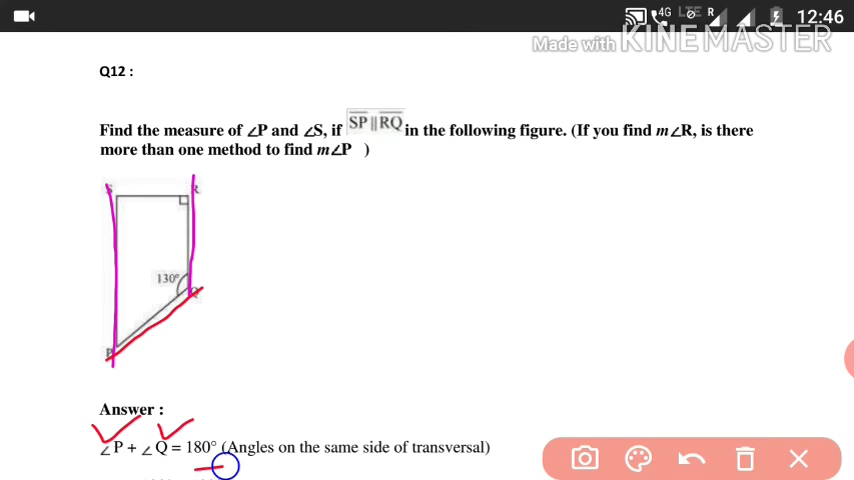 4G LTE R 12:46
Made with KINEMASTER
Q12 :
Find the measure of ∠P and ∠S, if SP || RQ in the following figure. (If you find m∠R, is there
more than one method to find m∠P )
S R
130°
Q
P
Answer :
∠P + ∠Q = 180° (Angles on the same side of transversal)